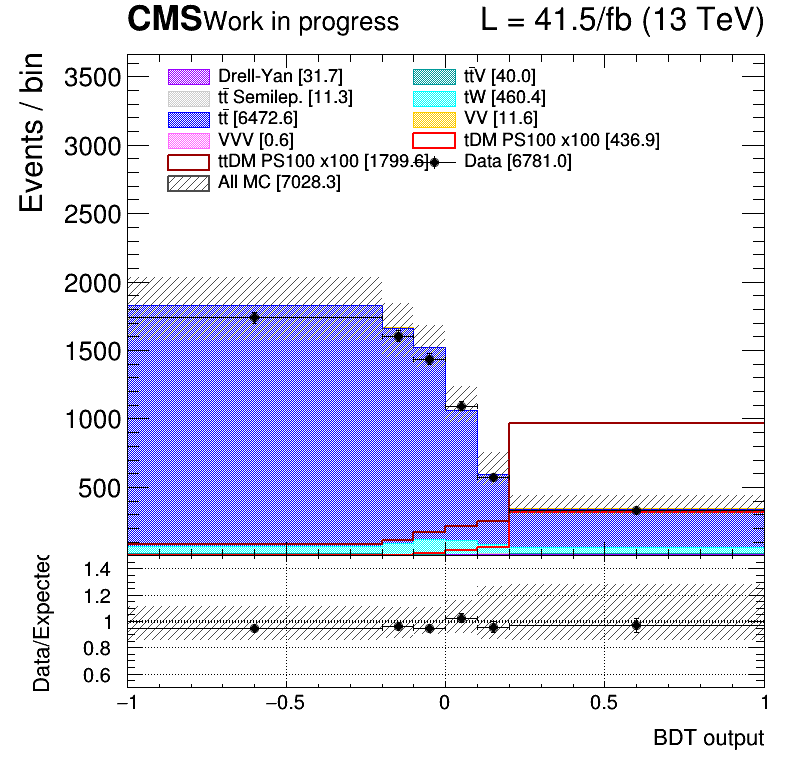 CMS Work in progress L = 41.5/fb (13 TeV)
Events / bin
3500
3000
2500
2000
1500
1000
500
Drell-Yan [31.7] tt̄V [40.0]
tt̄ Semilep. [11.3] tW [460.4]
tt̄ [6472.6] VV [11.6]
VVV [0.6] tDM PS100 x100 [436.9]
ttDM PS100 x100 [1799.6] Data [6781.0]
All MC [7028.3]
Data/Expected
1.4
1.2
1
0.8
0.6
−1 −0.5 0 0.5 1
BDT output